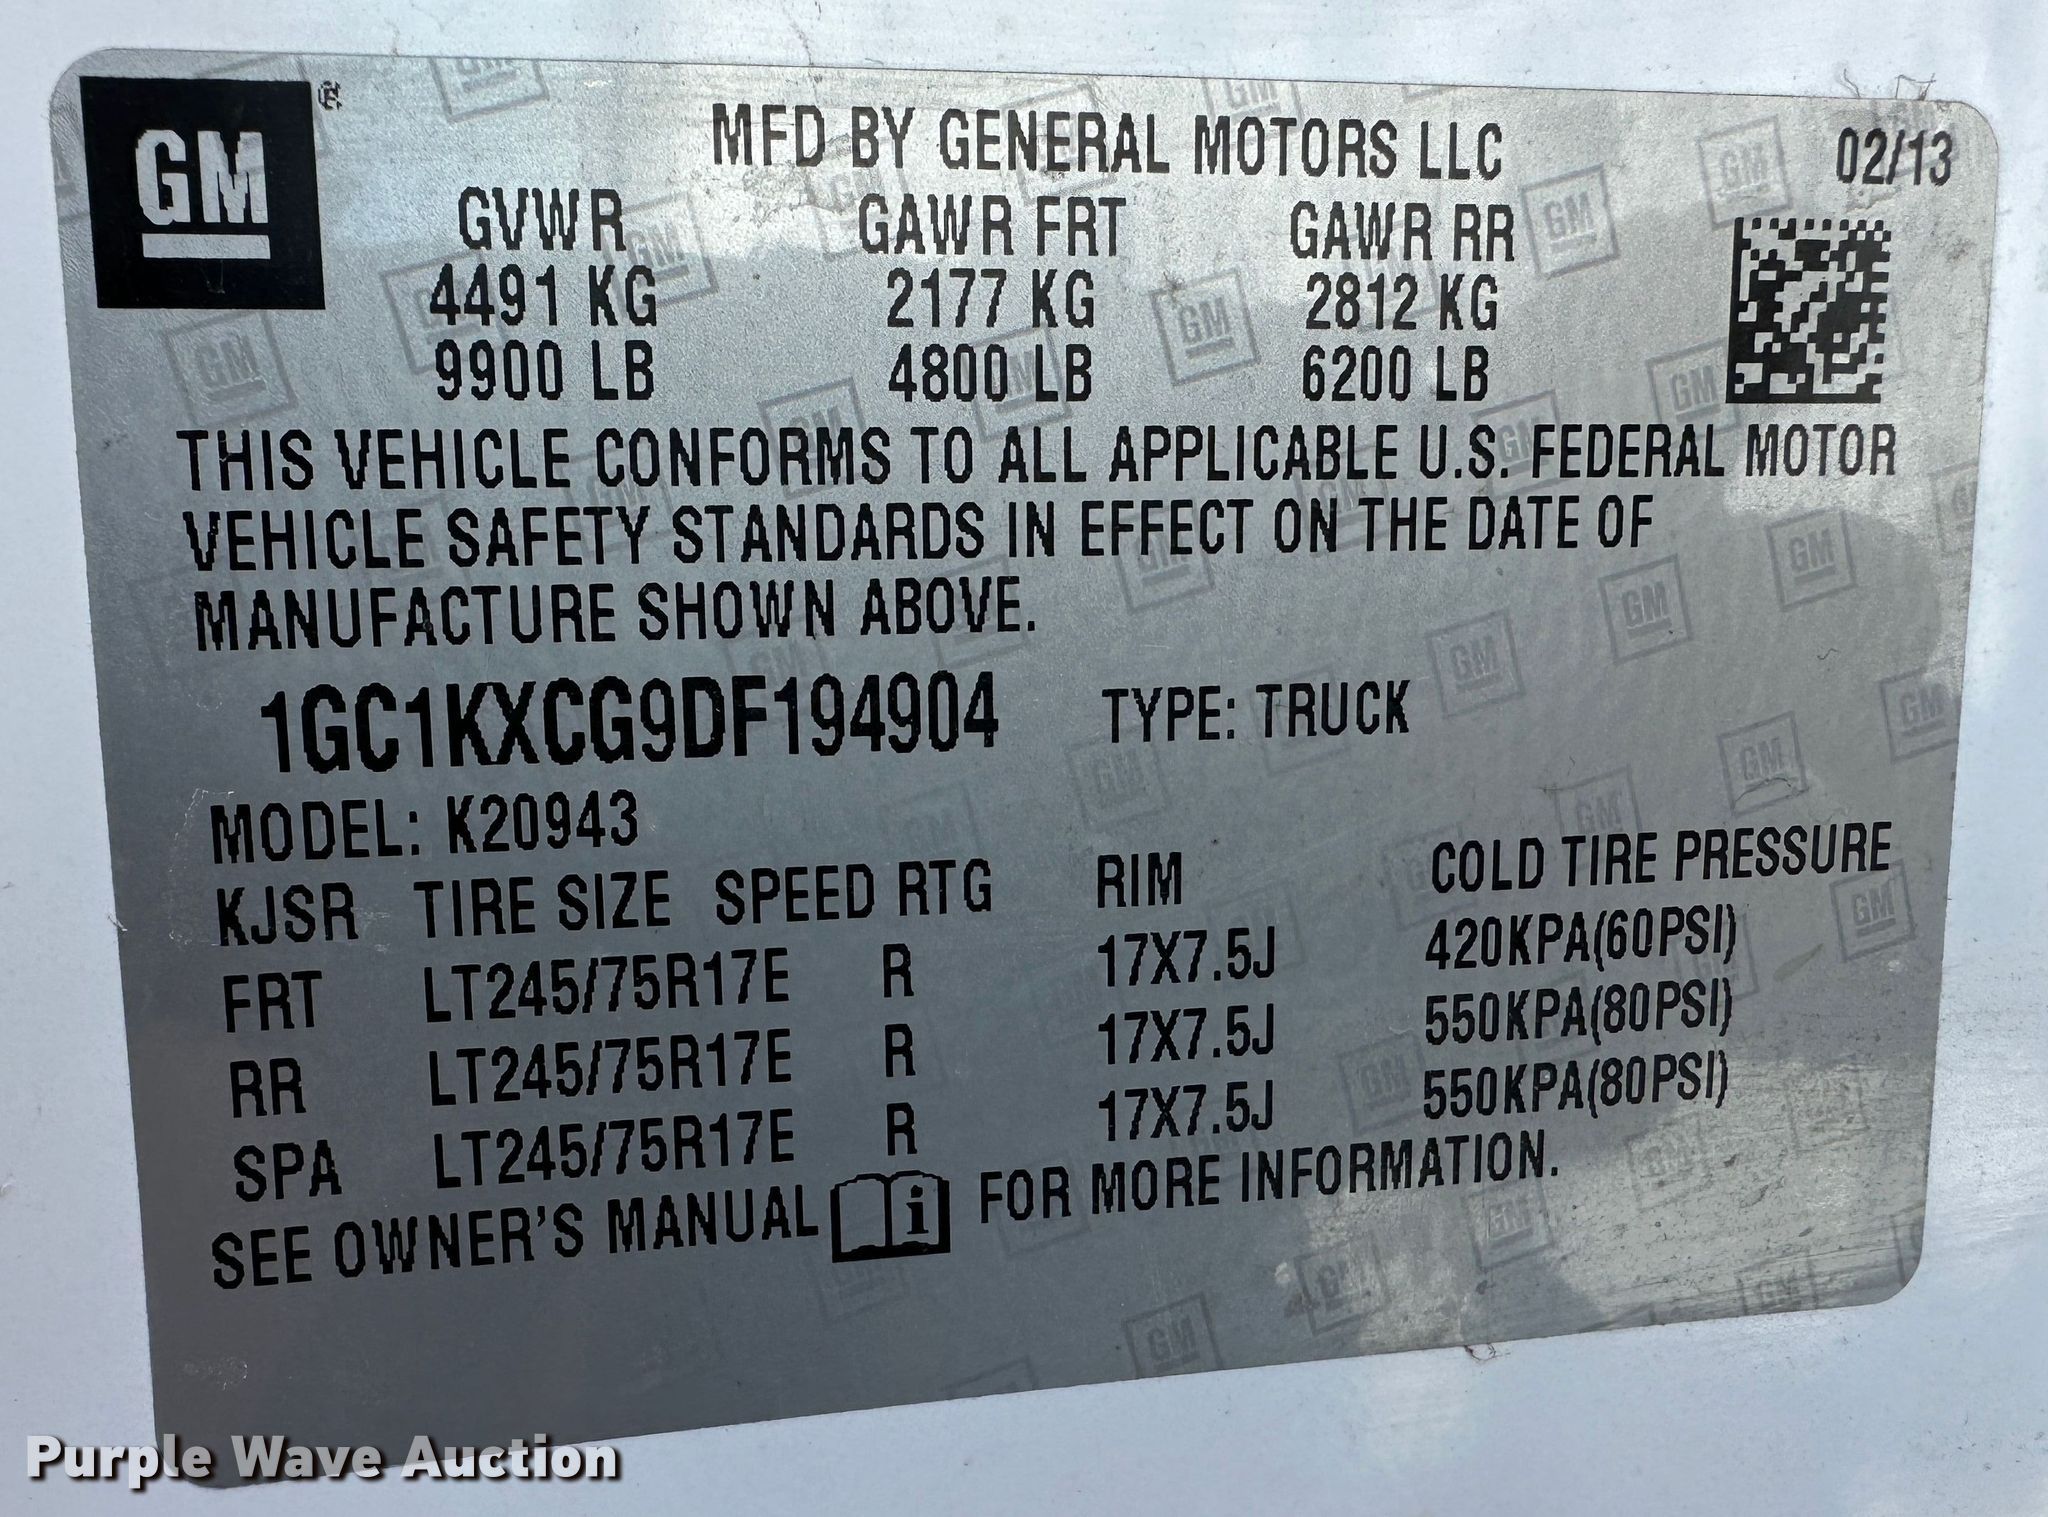 GM
MFD BY GENERAL MOTORS LLC 02/13
GVWR GAWR FRT GAWR RR
4491 KG 2177 KG 2812 KG
9900 LB 4800 LB 6200 LB
THIS VEHICLE CONFORMS TO ALL APPLICABLE U.S. FEDERAL MOTOR
VEHICLE SAFETY STANDARDS IN EFFECT ON THE DATE OF
MANUFACTURE SHOWN ABOVE.
1GC1KXCG9DF194904 TYPE: TRUCK
MODEL: K20943
KJSR TIRE SIZE SPEED RTG RIM COLD TIRE PRESSURE
FRT LT245/75R17E R 17X7.5J 420KPA(60PSI)
RR LT245/75R17E R 17X7.5J 550KPA(80PSI)
SPA LT245/75R17E R 17X7.5J 550KPA(80PSI)
SEE OWNER'S MANUAL i FOR MORE INFORMATION.
Purple Wave Auction